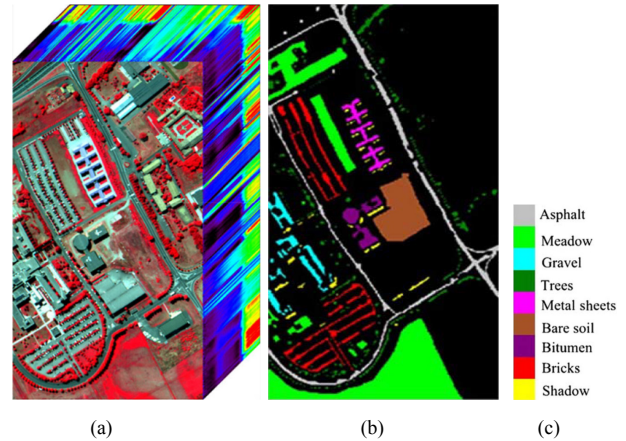 Asphalt
Meadow
Gravel
Trees
Metal sheets
Bare soil
Bitumen
Bricks
Shadow
(a)
(b)
(c)